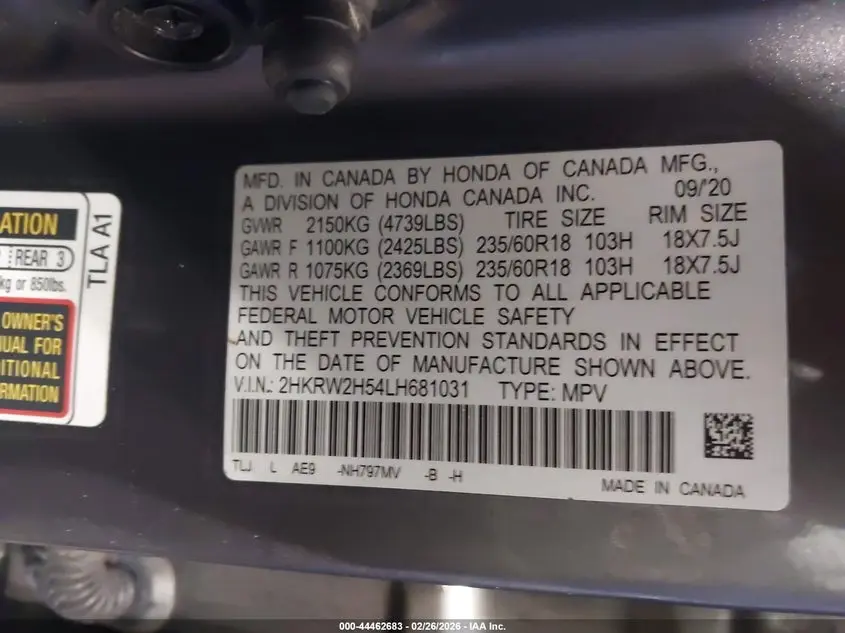 MFD. IN CANADA BY HONDA OF CANADA MFG.,
A DIVISION OF HONDA CANADA INC. 09/'20
GVWR 2150KG (4739LBS) TIRE SIZE RIM SIZE
GAWR F 1100KG (2425LBS) 235/60R18 103H 18X7.5J
GAWR R 1075KG (2369LBS) 235/60R18 103H 18X7.5J
THIS VEHICLE CONFORMS TO ALL APPLICABLE
FEDERAL MOTOR VEHICLE SAFETY
AND THEFT PREVENTION STANDARDS IN EFFECT
ON THE DATE OF MANUFACTURE SHOWN ABOVE.
V.I.N.: 2HKRW2H54LH681031 TYPE: MPV
TLJ L AE9 -NH797MV -B -H
MADE IN CANADA
ATION
REAR 3
kg or 850lbs.
OWNER'S
UAL FOR
ITIONAL
RMATION
TLA A1
000-44462683 - 02/26/2026 - IAA Inc.